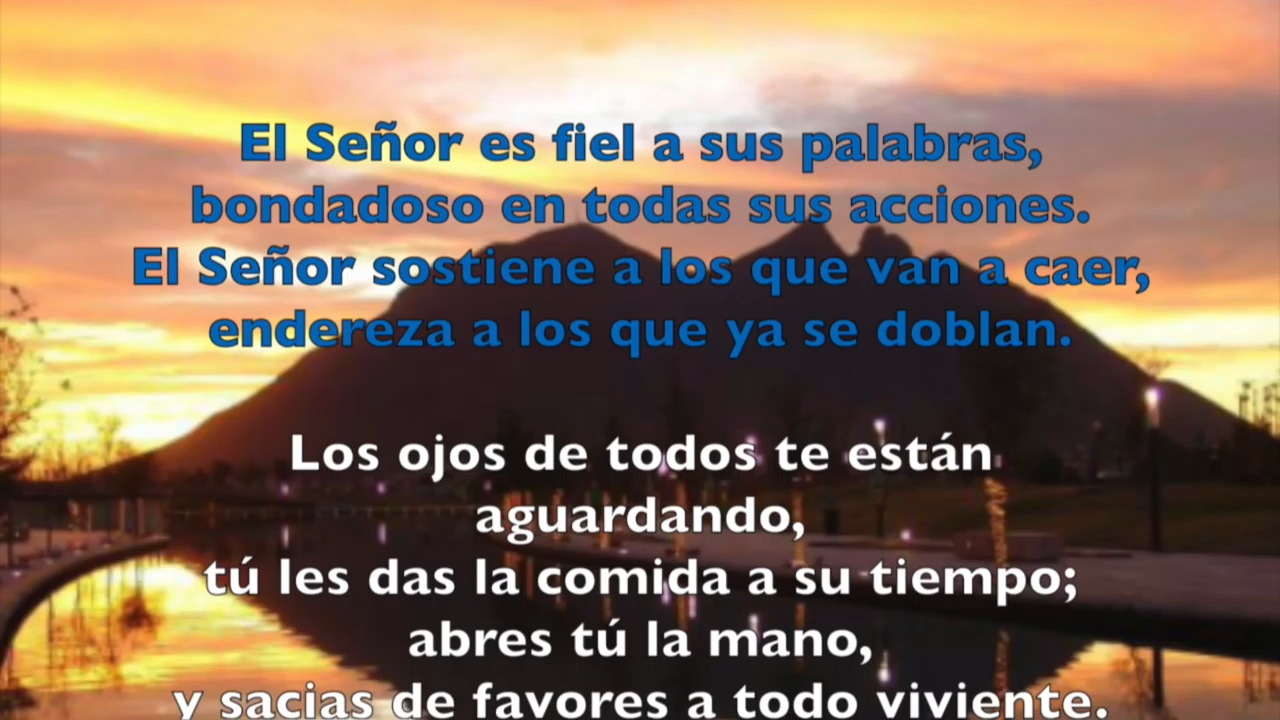 El Señor es fiel a sus palabras,
bondadoso en todas sus acciones.
El Señor sostiene a los que van a caer,
endereza a los que ya se doblan.
Los ojos de todos te están
aguardando,
tú les das la comida a su tiempo;
abres tú la mano,
y sacias de favores a todo viviente.